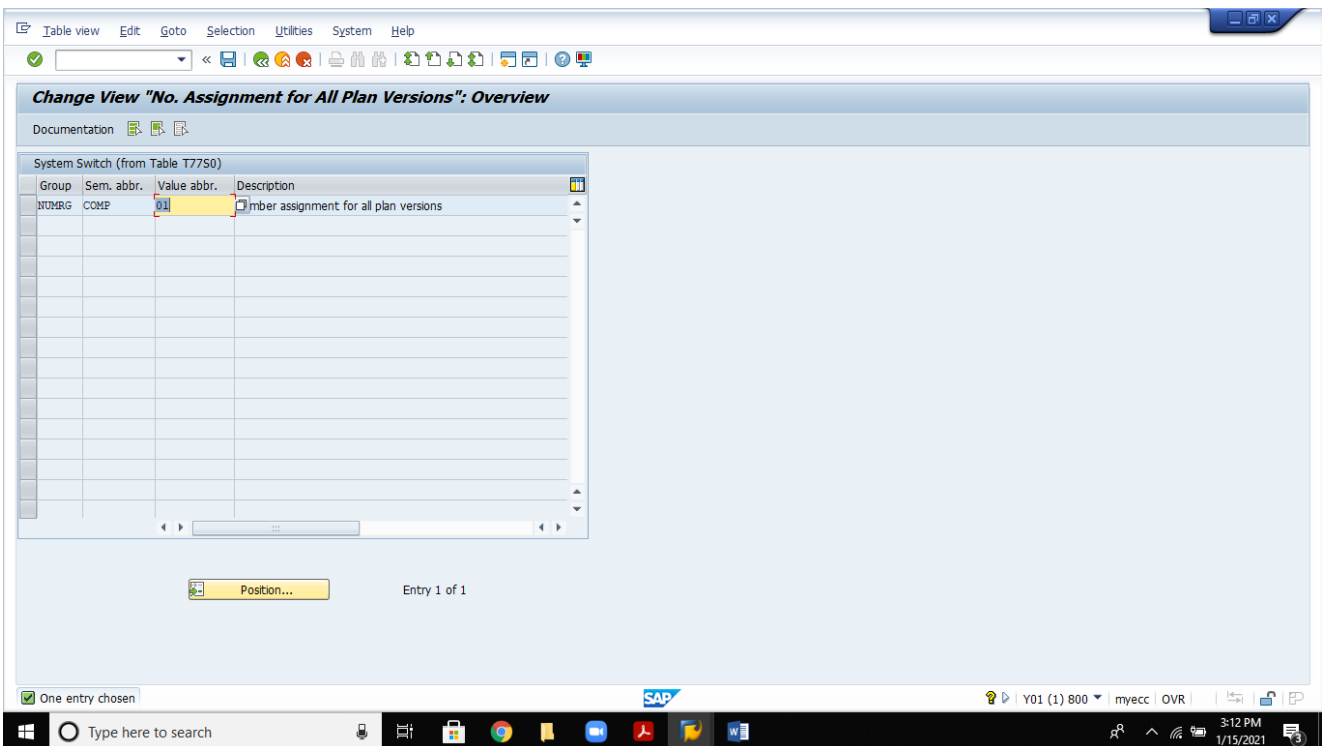 Table view Edit Goto Selection Utilities System Help
Change View "No. Assignment for All Plan Versions": Overview
Documentation
System Switch (from Table T77S0)
Group Sem. abbr. Value abbr. Description
NUMRG COMP 01 mber assignment for all plan versions
Position... Entry 1 of 1
One entry chosen SAP Y01 (1) 800 myecc OVR
Type here to search 3:12 PM
1/15/2021 3